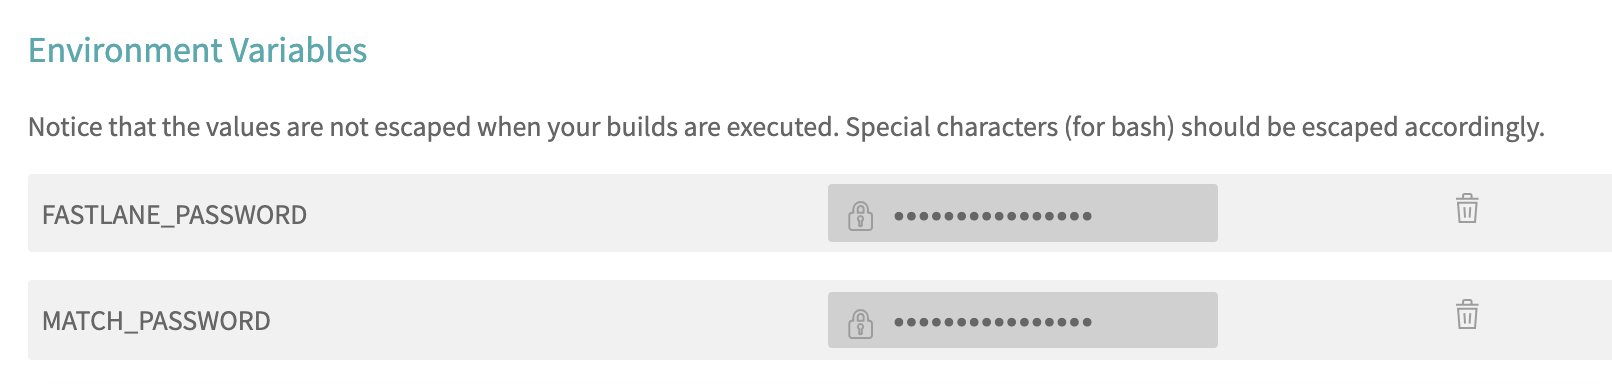 Environment Variables
Notice that the values are not escaped when your builds are executed. Special characters (for bash) should be escaped accordingly.
FASTLANE_PASSWORD ••••••••••••••••
MATCH_PASSWORD ••••••••••••••••